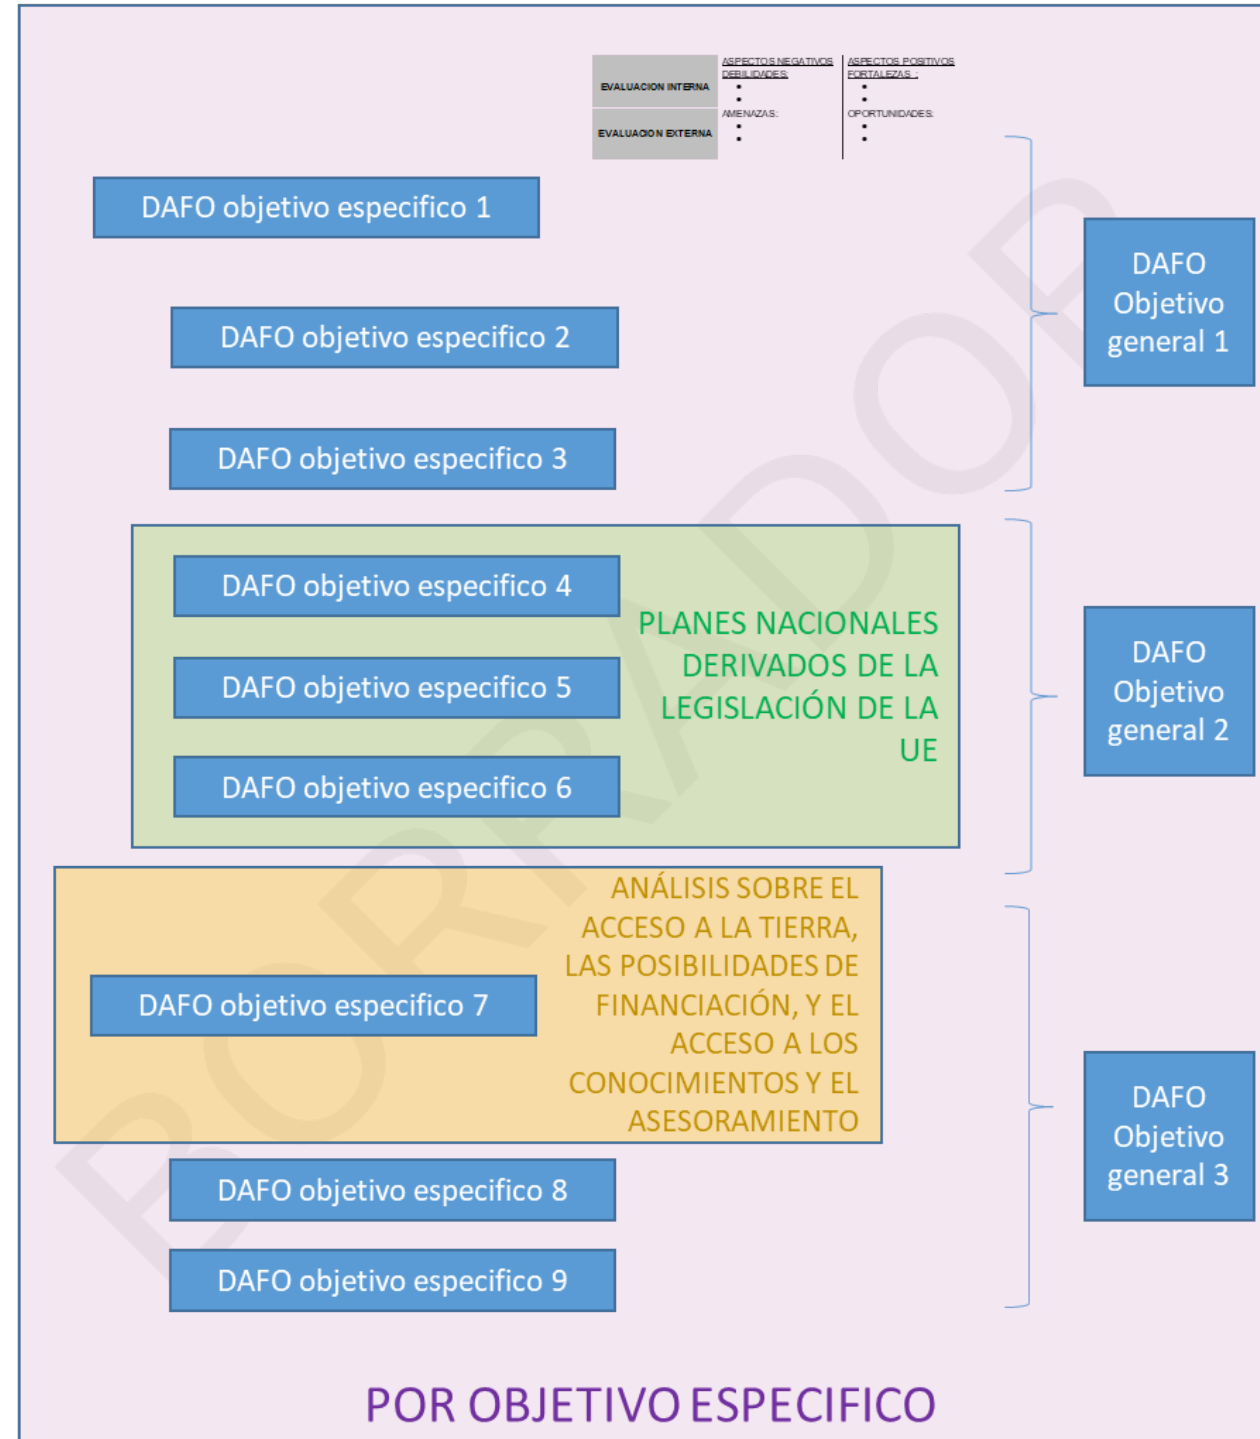 ASPECTOS NEGATIVOS ASPECTOS POSITIVOS
EVALUACION INTERNA DEBILIDADES: FORTALEZAS :
AMENAZAS: OPORTUNIDADES:
EVALUACION EXTERNA
DAFO objetivo especifico 1
DAFO
Objetivo
general 1
DAFO objetivo especifico 2
DAFO objetivo especifico 3
DAFO objetivo especifico 4
DAFO objetivo especifico 5
DAFO objetivo especifico 6
PLANES NACIONALES
DERIVADOS DE LA
LEGISLACIÓN DE LA
UE
DAFO
Objetivo
general 2
DAFO objetivo especifico 7
ANÁLISIS SOBRE EL
ACCESO A LA TIERRA,
LAS POSIBILIDADES DE
FINANCIACIÓN, Y EL
ACCESO A LOS
CONOCIMIENTOS Y EL
ASESORAMIENTO
DAFO objetivo especifico 8
DAFO objetivo especifico 9
DAFO
Objetivo
general 3
BORRADOR
POR OBJETIVO ESPECIFICO